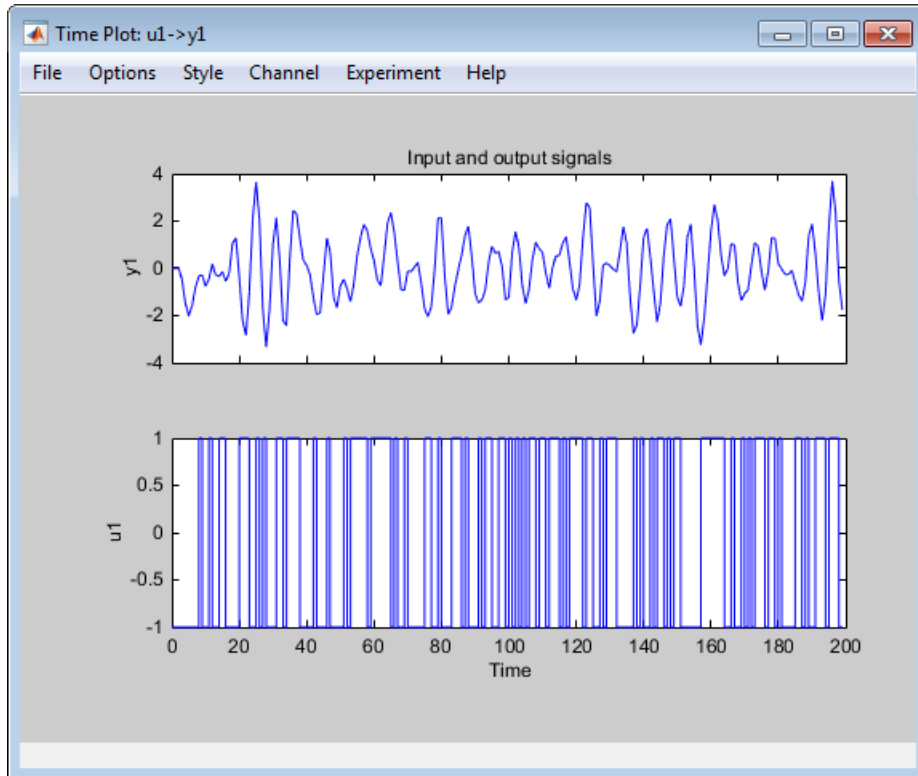 Time Plot: u1->y1
File Options Style Channel Experiment Help
Input and output signals
4
2
0
-2
-4
y1
1
0.5
0
-0.5
-1
u1
0 20 40 60 80 100 120 140 160 180 200
Time